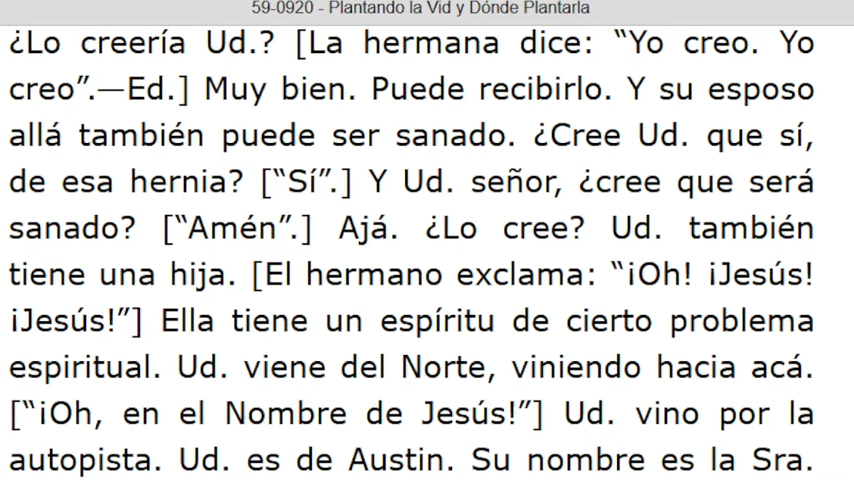 59-0920 - Plantando la Vid y Dónde Plantarla
¿Lo creería Ud.? [La hermana dice: “Yo creo. Yo
creo”.—Ed.] Muy bien. Puede recibirlo. Y su esposo
allá también puede ser sanado. ¿Cree Ud. que sí,
de esa hernia? [“Sí”.] Y Ud. señor, ¿cree que será
sanado? [“Amén”.] Ajá. ¿Lo cree? Ud. también
tiene una hija. [El hermano exclama: “¡Oh! ¡Jesús!
¡Jesús!”] Ella tiene un espíritu de cierto problema
espiritual. Ud. viene del Norte, viniendo hacia acá.
[“¡Oh, en el Nombre de Jesús!”] Ud. vino por la
autopista. Ud. es de Austin. Su nombre es la Sra.